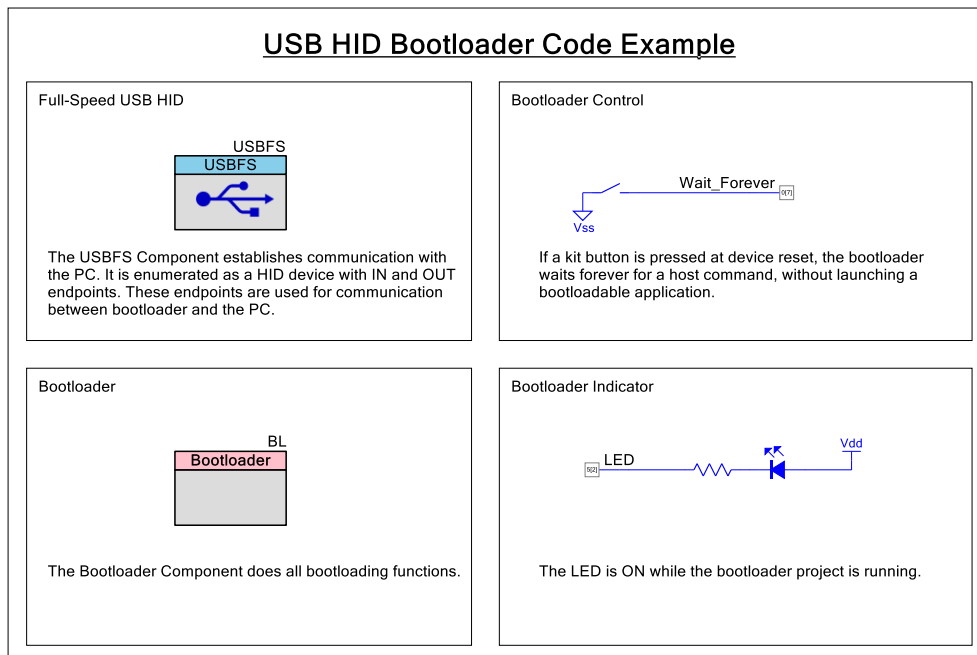 USB HID Bootloader Code Example
Full-Speed USB HID
USBFS
USBFS
The USBFS Component establishes communication with
the PC. It is enumerated as a HID device with IN and OUT
endpoints. These endpoints are used for communication
between bootloader and the PC.
Bootloader Control
Wait_Forever
0[7]
Vss
If a kit button is pressed at device reset, the bootloader
waits forever for a host command, without launching a
bootloadable application.
Bootloader
BL
Bootloader
The Bootloader Component does all bootloading functions.
Bootloader Indicator
Vdd
LED
5[2]
The LED is ON while the bootloader project is running.